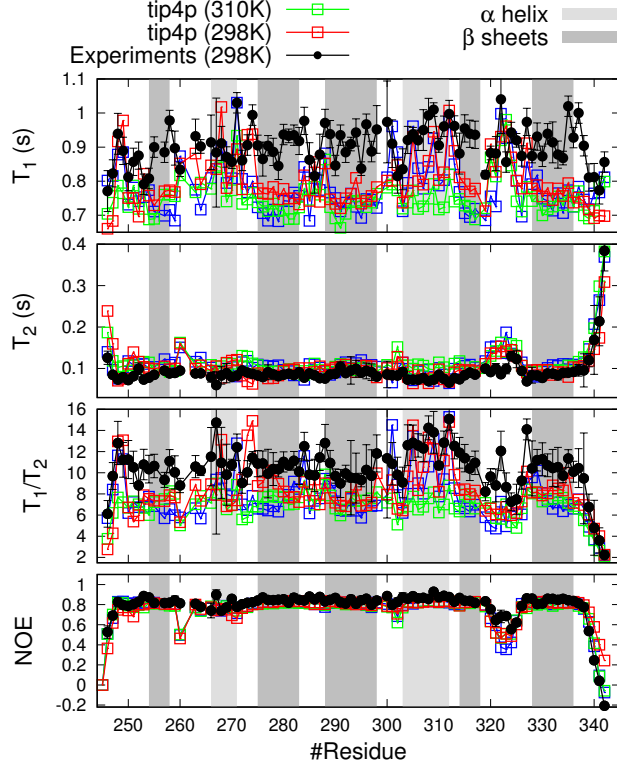 tip4p (310K)
tip4p (298K)
Experiments (298K)
α helix
β sheets
T1 (s)
1.1
1
0.9
0.8
0.7
T2 (s)
0.4
0.3
0.2
0.1
T1/T2
16
14
12
10
8
6
4
2
NOE
1
0.8
0.6
0.4
0.2
0
-0.2
250 260 270 280 290 300 310 320 330 340
#Residue